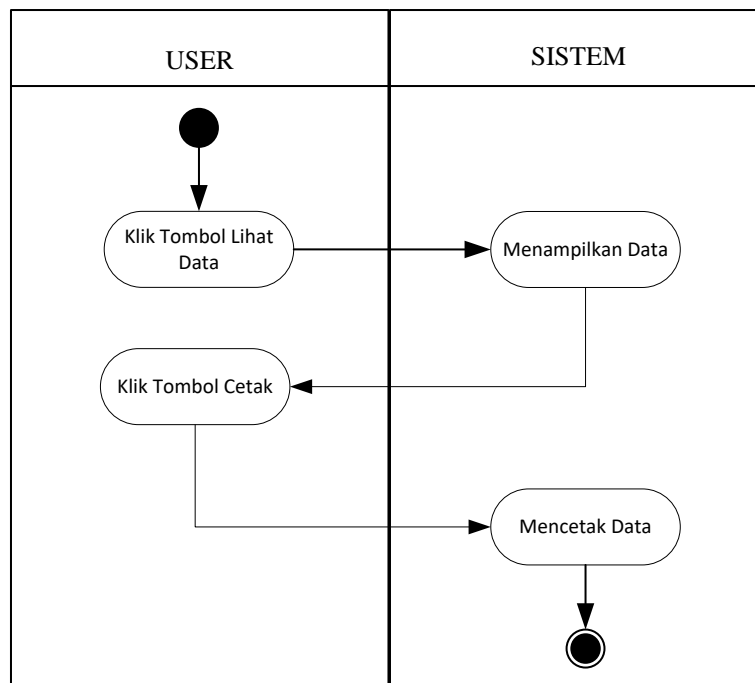 USER
SISTEM
Klik Tombol Lihat
Data
Menampilkan Data
Klik Tombol Cetak
Mencetak Data